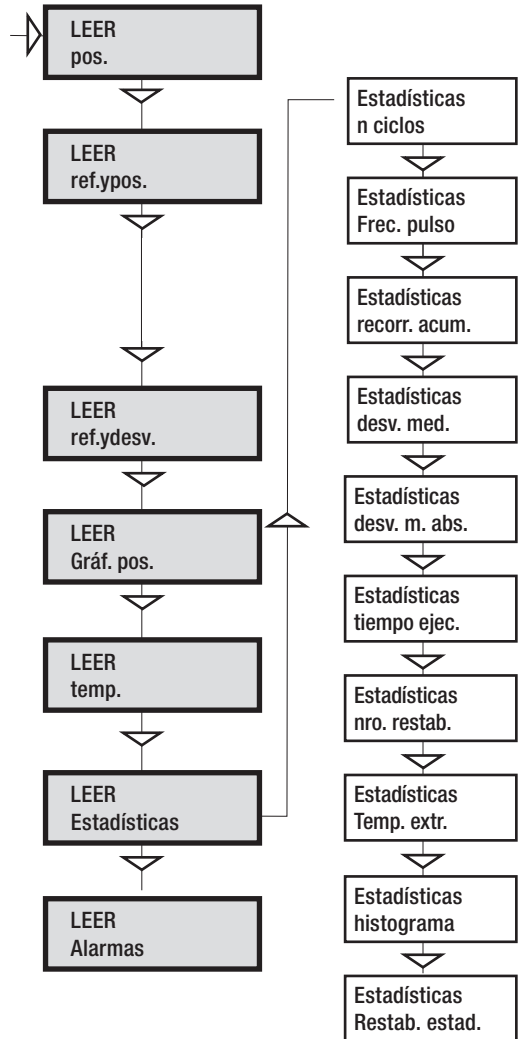 LEER
pos.
LEER
ref.ypos.
LEER
ref.ydesv.
LEER
Gráf. pos.
LEER
temp.
LEER
Estadísticas
LEER
Alarmas
Estadísticas
n ciclos
Estadísticas
Frec. pulso
Estadísticas
recorr. acum.
Estadísticas
desv. med.
Estadísticas
desv. m. abs.
Estadísticas
tiempo ejec.
Estadísticas
nro. restab.
Estadísticas
Temp. extr.
Estadísticas
histograma
Estadísticas
Restab. estad.